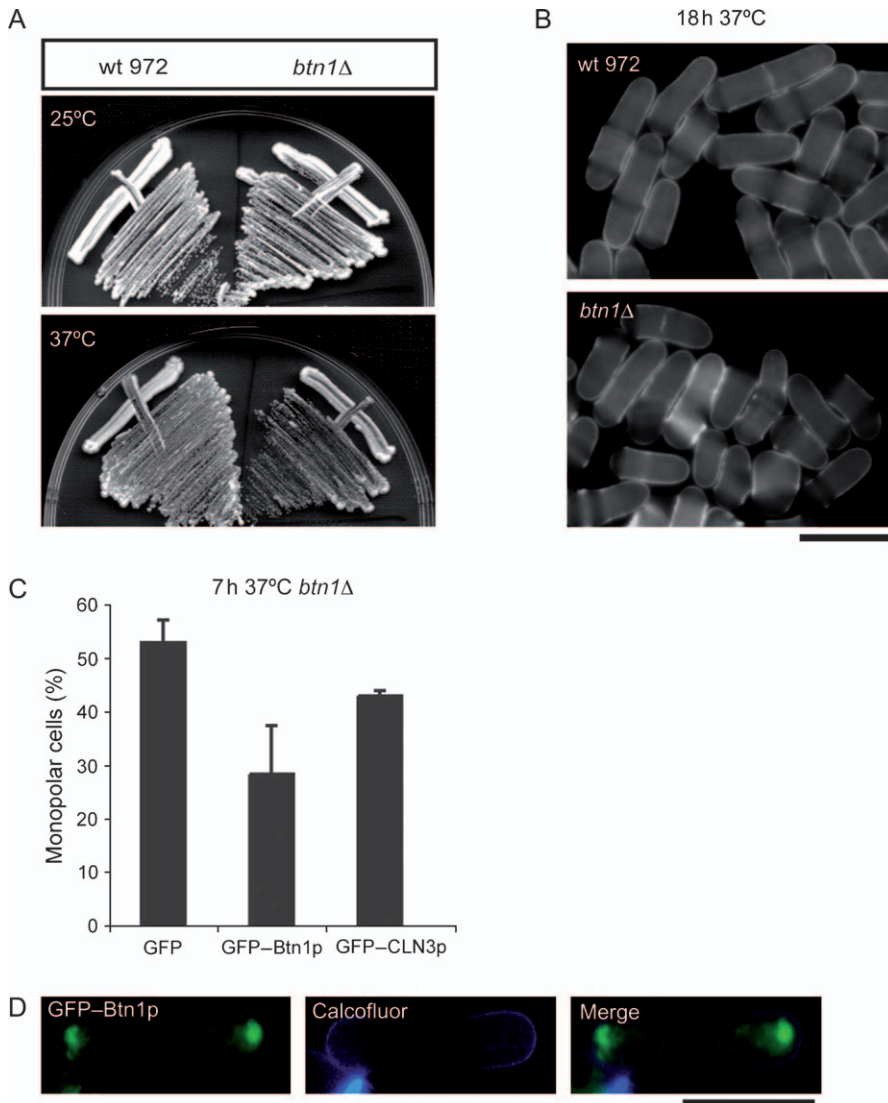 A
wt 972 btn1Δ
25ºC
37ºC
B
18 h 37ºC
wt 972
btn1Δ
C
7 h 37ºC btn1Δ
Monopolar cells (%)
60
50
40
30
20
10
0
GFP GFP–Btn1p GFP–CLN3p
D
GFP–Btn1p Calcofluor Merge